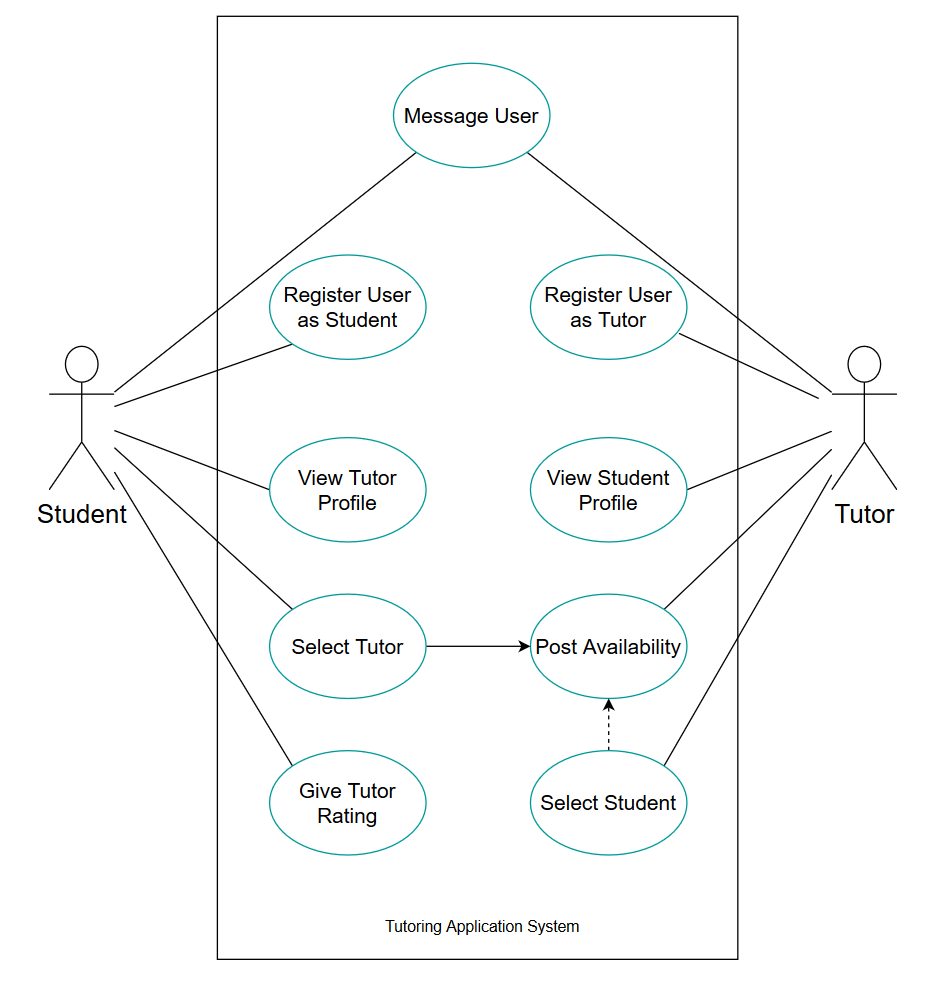 Message User
Register User
as Student
Register User
as Tutor
Student
Tutor
View Tutor
Profile
View Student
Profile
Select Tutor
Post Availability
Give Tutor
Rating
Select Student
Tutoring Application System